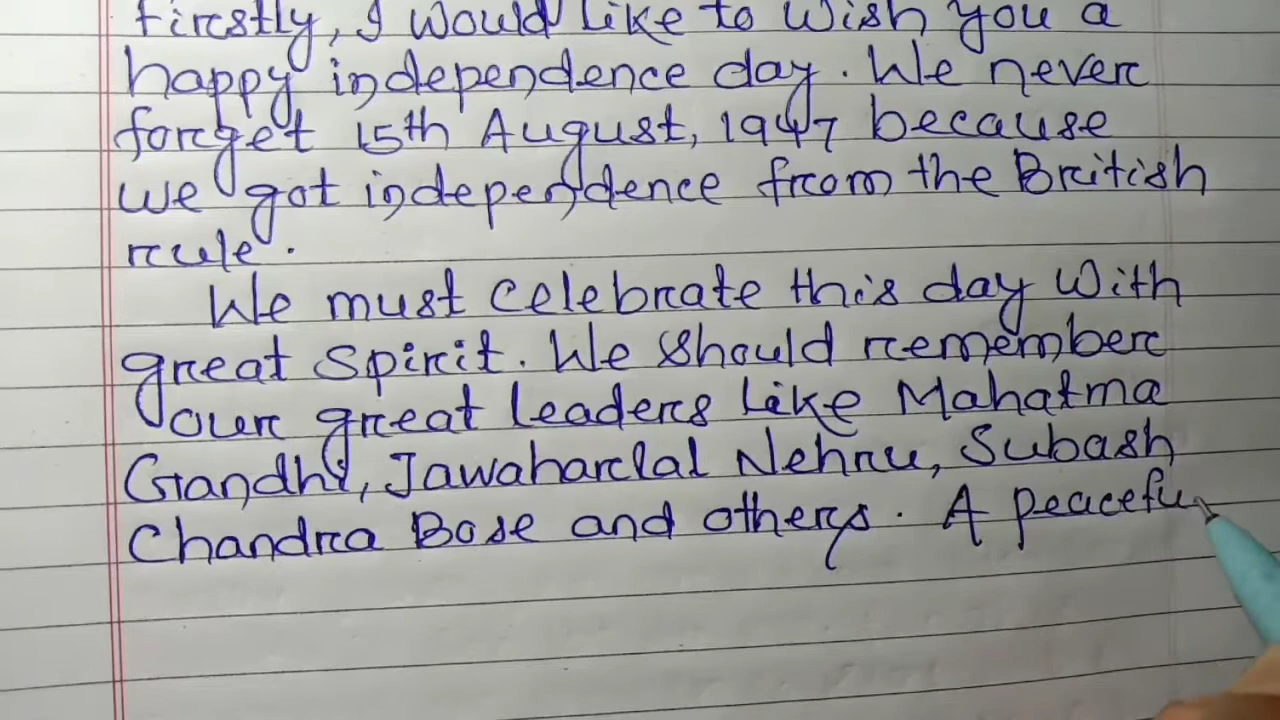 Firstly, I would like to wish you a
happy independence day. We never
forget 15th August, 1947 because
we got independence from the British
rule.
We must celebrate this day with
great spirit. We should remember
our great leaders like Mahatma
Gandhi, Jawaharlal Nehru, Subash
Chandra Bose and others. A peacefu